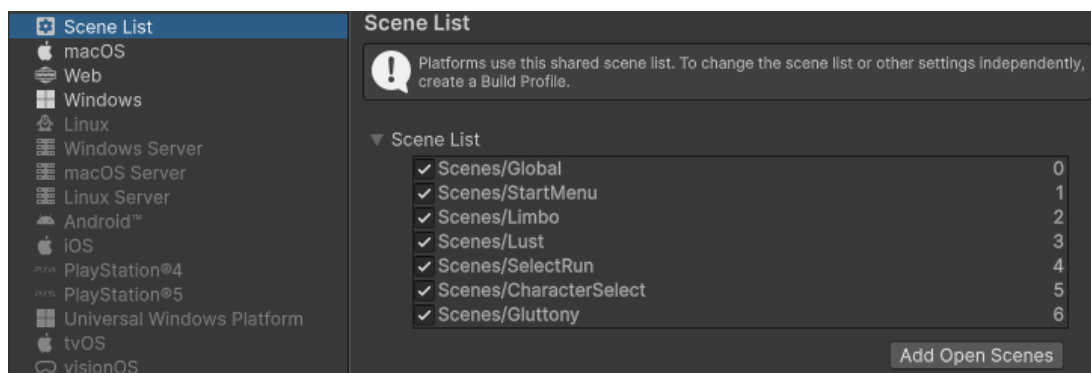 Scene List
macOS
Web
Windows
Linux
Windows Server
macOS Server
Linux Server
Android™
iOS
PlayStation®4
PlayStation®5
Universal Windows Platform
tvOS
visionOS
Scene List
Platforms use this shared scene list. To change the scene list or other settings independently,
create a Build Profile.
Scene List
Scenes/Global 0
Scenes/StartMenu 1
Scenes/Limbo 2
Scenes/Lust 3
Scenes/SelectRun 4
Scenes/CharacterSelect 5
Scenes/Gluttony 6
Add Open Scenes